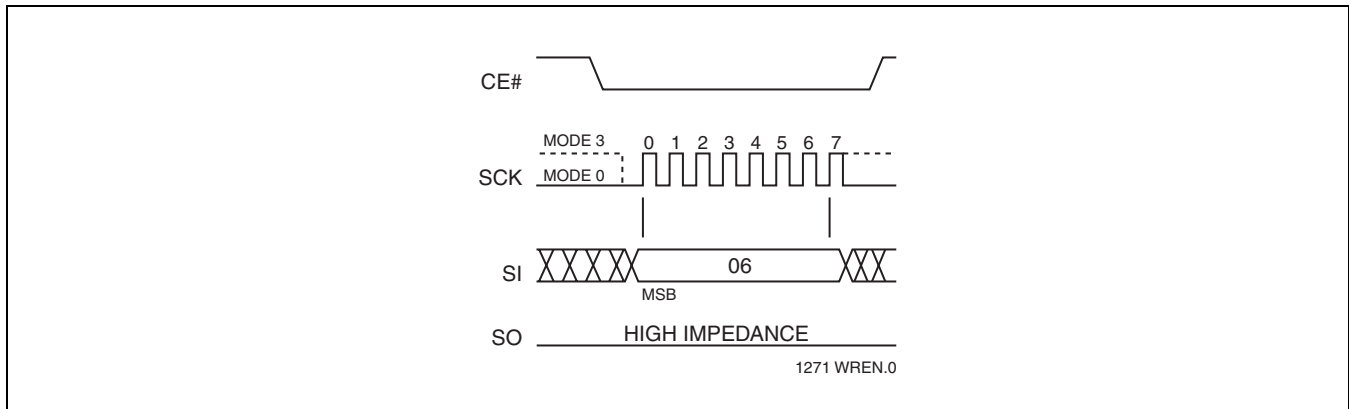 CE#
MODE 3
0 1 2 3 4 5 6 7
SCK
MODE 0
SI
06
MSB
SO
HIGH IMPEDANCE
1271 WREN.0